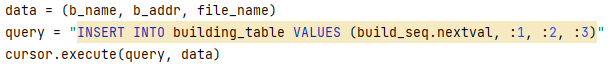 data = (b_name, b_addr, file_name)
query = "INSERT INTO building_table VALUES (build_seq.nextval, :1, :2, :3)"
cursor.execute(query, data)